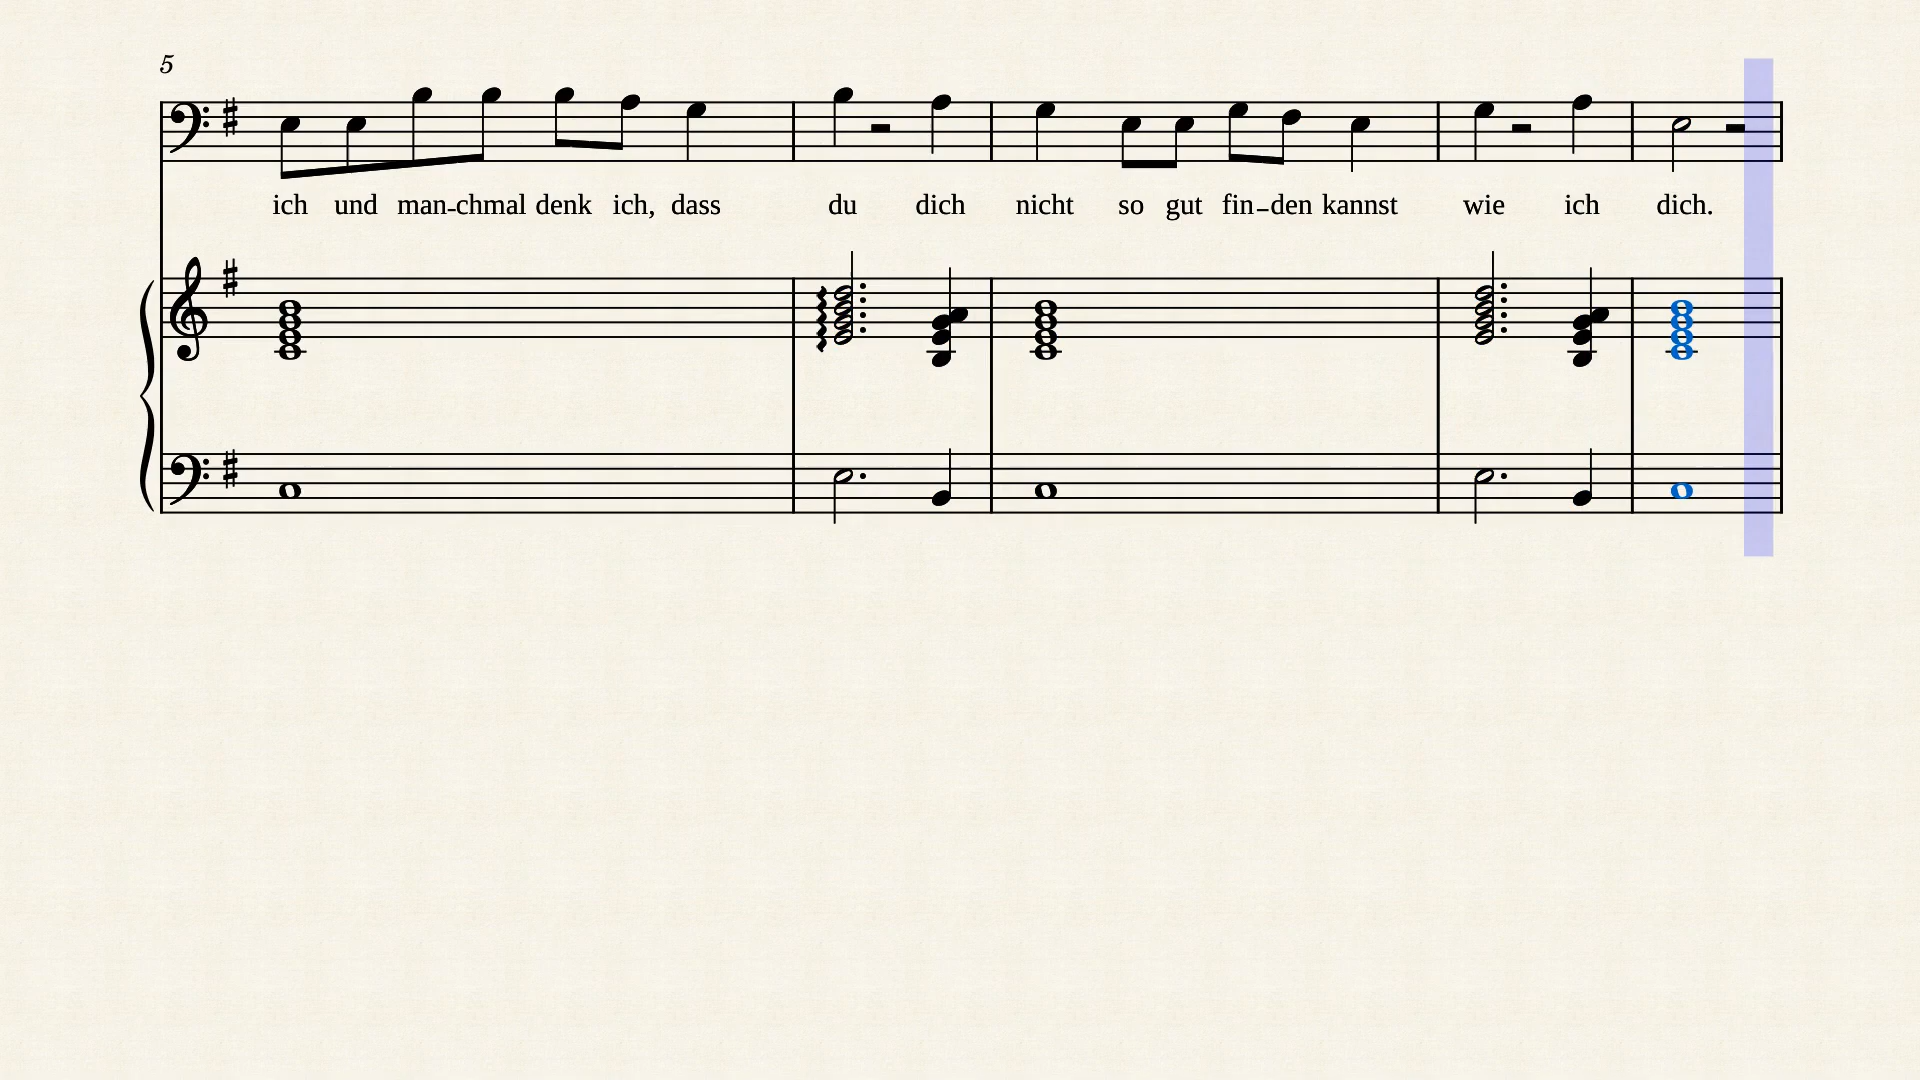 5
ich und man-chmal denk ich, dass du dich nicht so gut fin-den kannst wie ich dich.